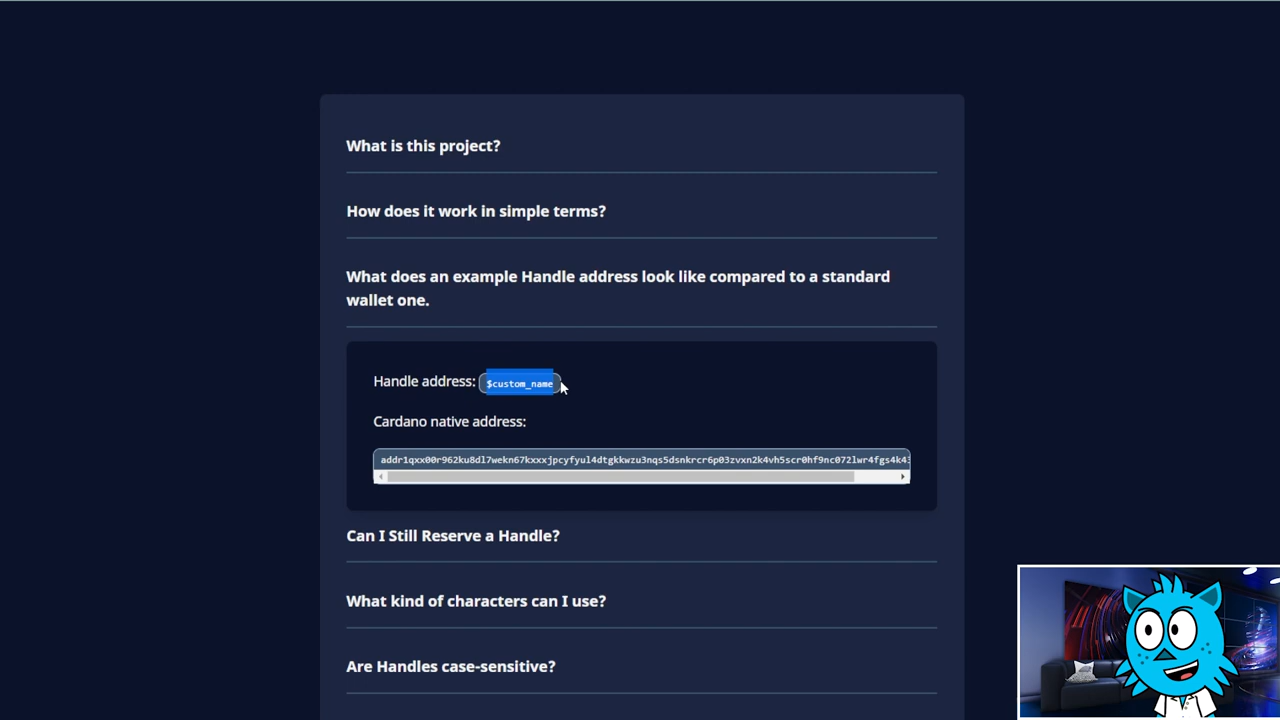 What is this project?
How does it work in simple terms?
What does an example Handle address look like compared to a standard
wallet one.
Handle address: $custom_name
Cardano native address:
addr1qxx00r962ku8dl7wekn67kxxxjpcyfyul4dtgkkwzu3nqs5dsnkrcr6p03zvxn2k4vh5scr0hf9nc072lwr4fgs4k43
Can I Still Reserve a Handle?
What kind of characters can I use?
Are Handles case-sensitive?